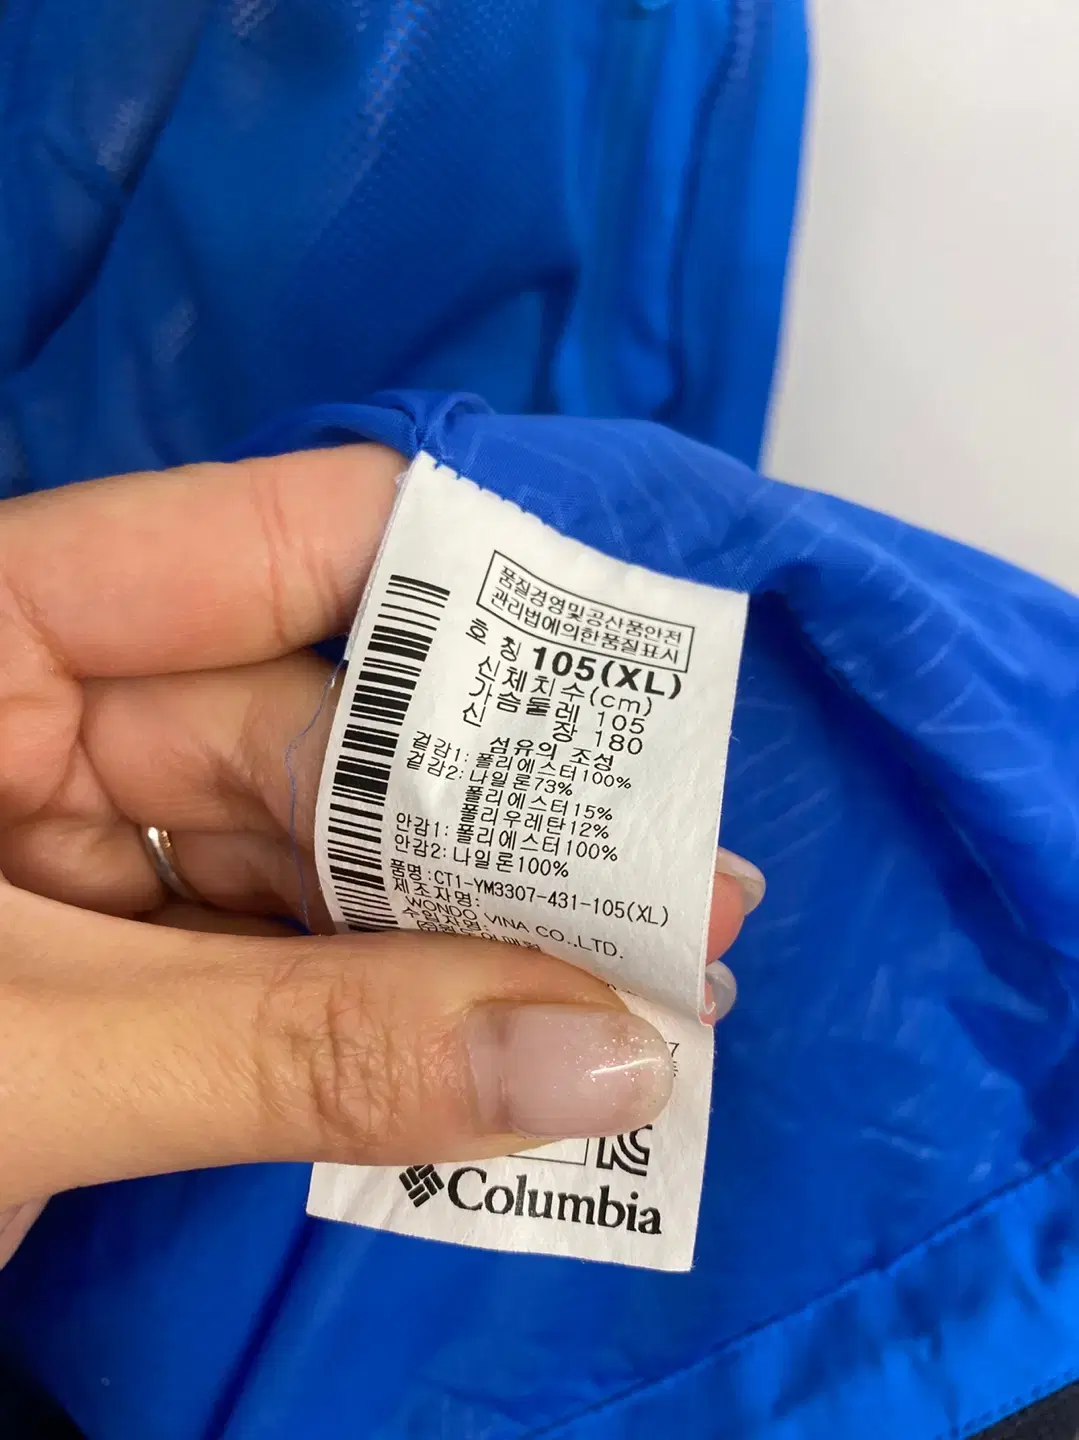 품질경영및공산품안전
관리법에의한품질표시
호 칭 105(XL)
신체치수(cm)
가슴둘레 105
신 장 180
섬유의 조성
겉감1: 폴리에스터100%
겉감2: 나일론73%
폴리에스터15%
폴리우레탄12%
안감1: 폴리에스터100%
안감2: 나일론100%
품명:CT1-YM3307-431-105(XL)
제조자명:
WONDO VINA CO.,LTD.
Columbia